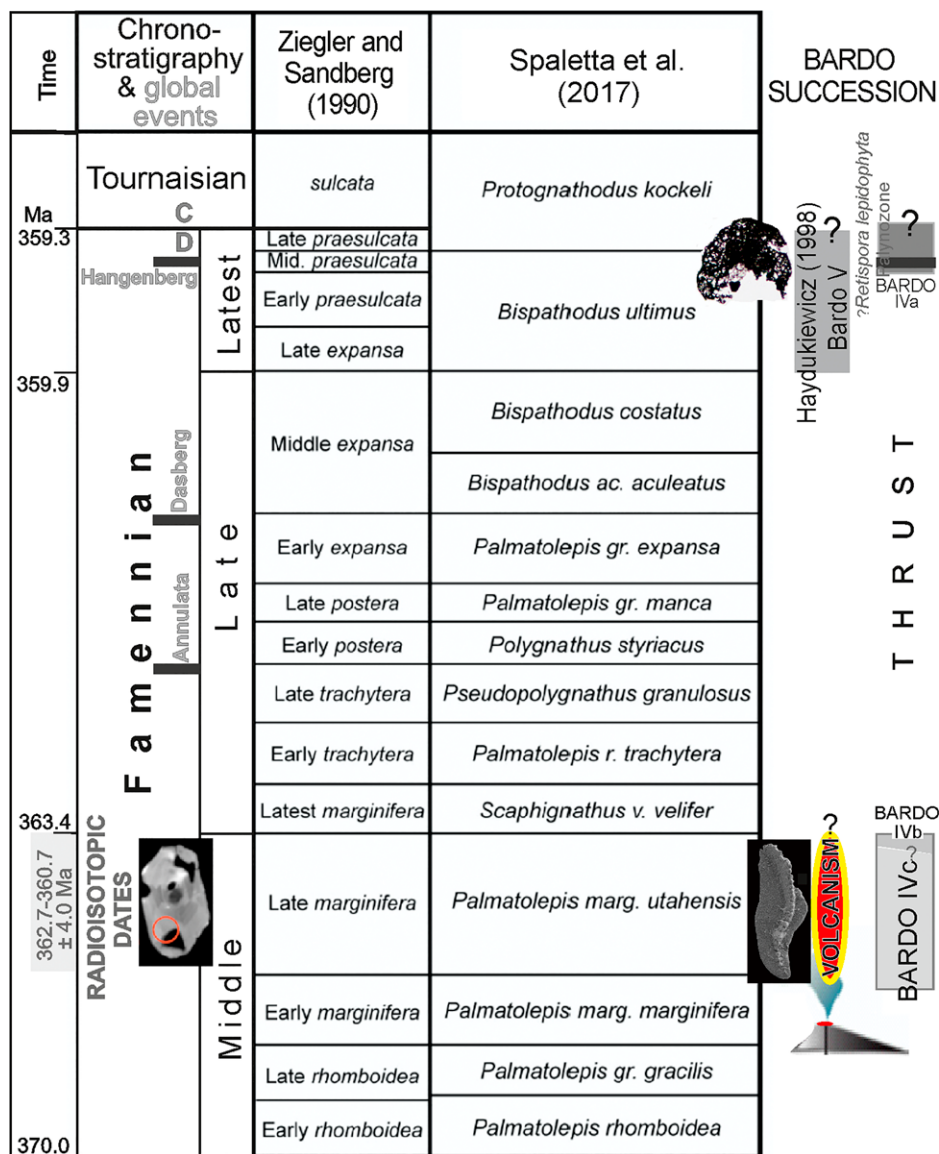 Time
Chrono-
stratigraphy
& global
events
Ziegler and
Sandberg
(1990)
Spaletta et al.
(2017)
BARDO
SUCCESSION
Tournaisian
C
D
Hangenberg
Ma
359.3
359.9
363.4
370.0
362.7-360.7
± 4.0 Ma
Famennian
Dasberg
Annulata
RADIOISOTOPIC
DATES
Latest
Late
Middle
sulcata
Late praesulcata
Mid. praesulcata
Early praesulcata
Late expansa
Middle expansa
Early expansa
Late postera
Early postera
Late trachytera
Early trachytera
Latest marginifera
Late marginifera
Early marginifera
Late rhomboidea
Early rhomboidea
Protognathodus kockeli
Bispathodus ultimus
Bispathodus costatus
Bispathodus ac. aculeatus
Palmatolepis gr. expansa
Palmatolepis gr. manca
Polygnathus styriacus
Pseudopolygnathus granulosus
Palmatolepis r. trachytera
Scaphignathus v. velifer
Palmatolepis marg. utahensis
Palmatolepis marg. marginifera
Palmatolepis gr. gracilis
Palmatolepis rhomboidea
Haydukiewicz (1998)
Bardo V
?
?Retispora lepidophyta
Palynozone
?
BARDO
IVa
THRUST
?
VOLCANISM
BARDO
IVb
?
BARDO IVc